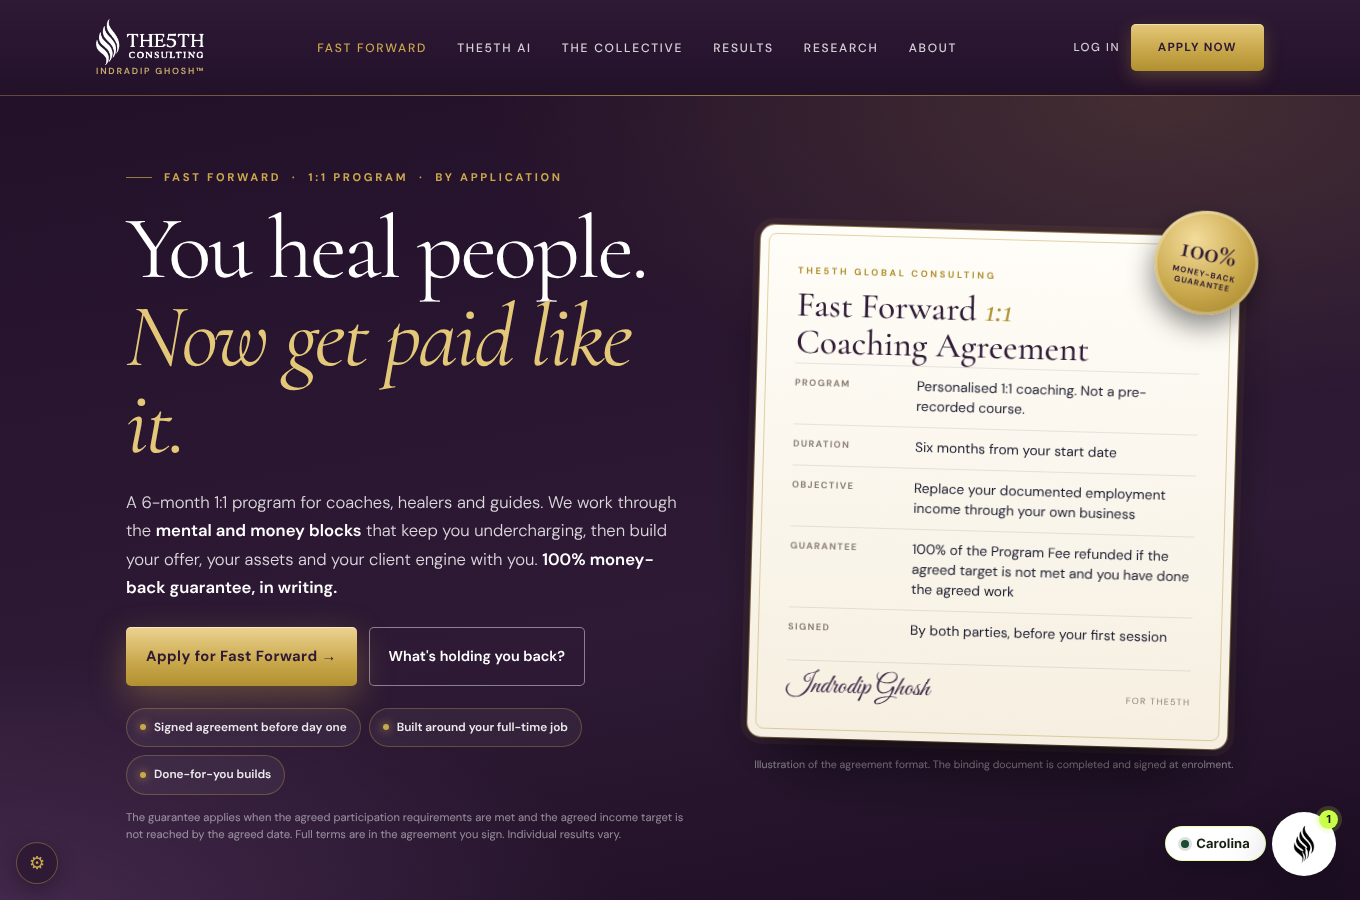 THE5TH
CONSULTING
INDRADIP GHOSH™
FAST FORWARD
THE5TH AI
THE COLLECTIVE
RESULTS
RESEARCH
ABOUT
LOG IN
APPLY NOW
FAST FORWARD · 1:1 PROGRAM · BY APPLICATION
You heal people.
Now get paid like
it.
A 6-month 1:1 program for coaches, healers and guides. We work through
the mental and money blocks that keep you undercharging, then build
your offer, your assets and your client engine with you. 100% money-
back guarantee, in writing.
Apply for Fast Forward →
What's holding you back?
Signed agreement before day one
Built around your full-time job
Done-for-you builds
The guarantee applies when the agreed participation requirements are met and the agreed income target is
not reached by the agreed date. Full terms are in the agreement you sign. Individual results vary.
100%
MONEY-BACK
GUARANTEE
THE5TH GLOBAL CONSULTING
Fast Forward 1:1
Coaching Agreement
PROGRAM
Personalised 1:1 coaching. Not a pre-
recorded course.
DURATION
Six months from your start date
OBJECTIVE
Replace your documented employment
income through your own business
GUARANTEE
100% of the Program Fee refunded if the
agreed target is not met and you have done
the agreed work
SIGNED
By both parties, before your first session
Indrodip Ghosh
FOR THE5TH
Illustration of the agreement format. The binding document is completed and signed at enrolment.
Carolina
1